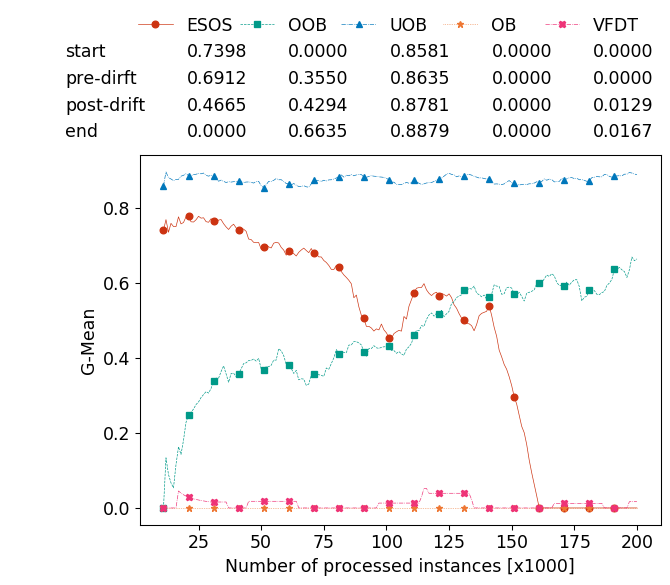 ESOS OOB UOB OB VFDT
start 0.7398 0.0000 0.8581 0.0000 0.0000
pre-dirft 0.6912 0.3550 0.8635 0.0000 0.0000
post-drift 0.4665 0.4294 0.8781 0.0000 0.0129
end 0.0000 0.6635 0.8879 0.0000 0.0167
0.8
0.6
0.4
0.2
0.0
G-Mean
25 50 75 100 125 150 175 200
Number of processed instances [x1000]